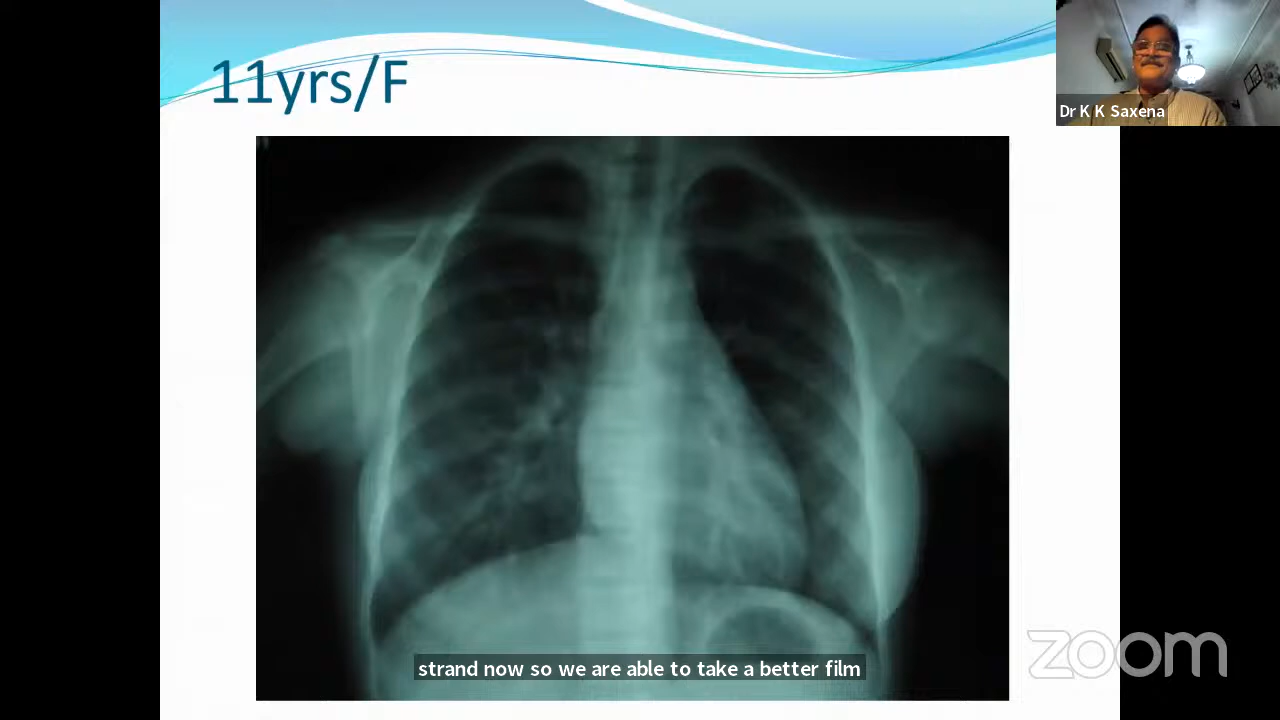 11yrs/F
Dr K K Saxena
strand now so we are able to take a better film
zoom